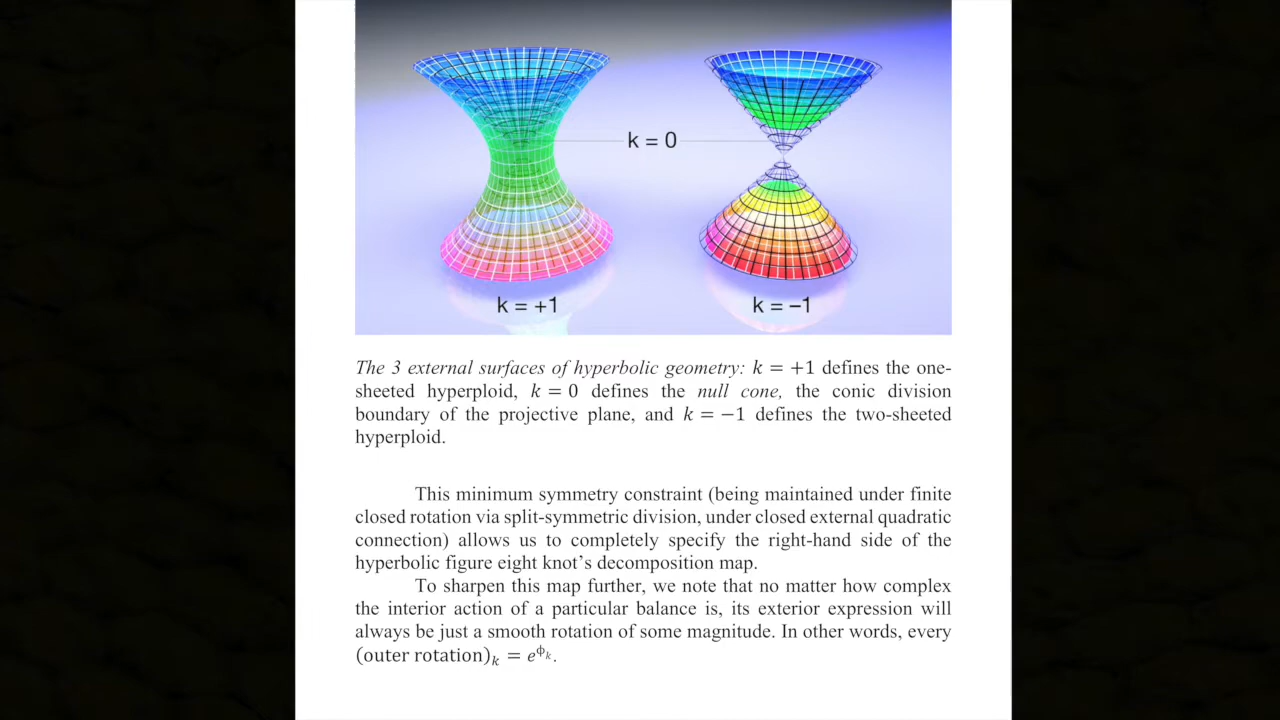 k = 0
k = +1
k = –1
The 3 external surfaces of hyperbolic geometry: k = +1 defines the one-
sheeted hyperploid, k = 0 defines the null cone, the conic division
boundary of the projective plane, and k = −1 defines the two-sheeted
hyperploid.
This minimum symmetry constraint (being maintained under finite
closed rotation via split-symmetric division, under closed external quadratic
connection) allows us to completely specify the right-hand side of the
hyperbolic figure eight knot’s decomposition map.
To sharpen this map further, we note that no matter how complex
the interior action of a particular balance is, its exterior expression will
always be just a smooth rotation of some magnitude. In other words, every
(outer rotation)ₖ = e^ϕₖ.